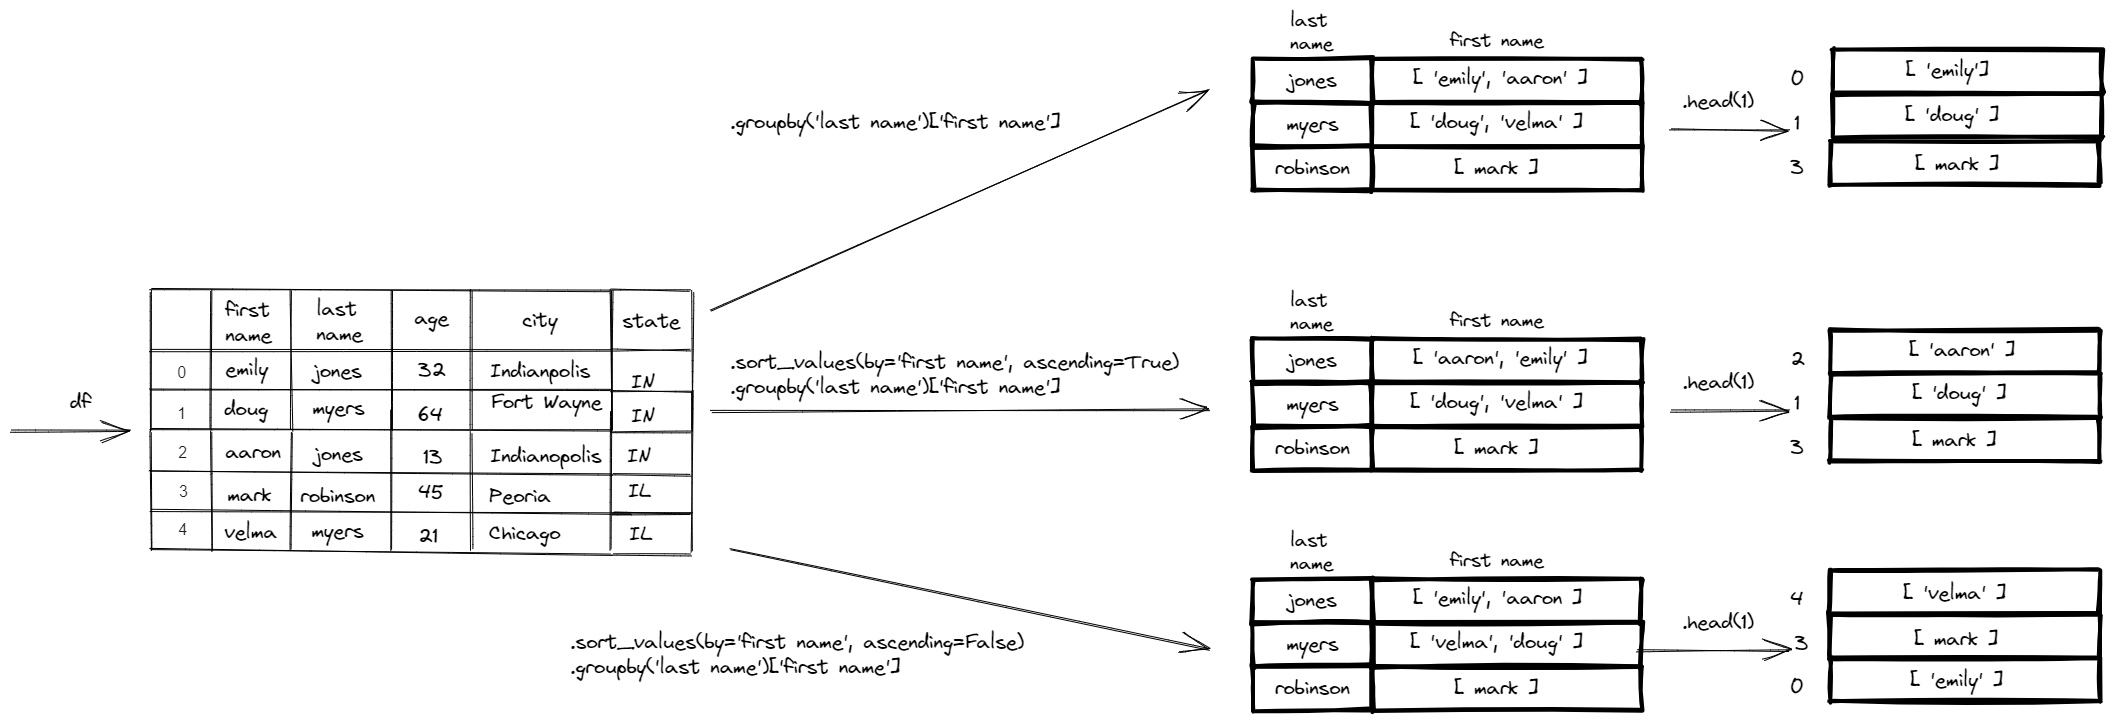 last
name
first name
jones
[ 'emily', 'aaron' ]
myers
[ 'doug', 'velma' ]
robinson
[ mark ]
.groupby('last name')['first name']
.head(1)
0
[ 'emily']
1
[ 'doug' ]
3
[ mark ]
df
first
name
last
name
age
city
state
0
emily
jones
32
Indianpolis
IN
1
doug
myers
64
Fort Wayne
IN
2
aaron
jones
13
Indianopolis
IN
3
mark
robinson
45
Peoria
IL
4
velma
myers
21
Chicago
IL
.sort_values(by='first name', ascending=True)
.groupby('last name')['first name']
last
name
first name
jones
[ 'aaron', 'emily' ]
myers
[ 'doug', 'velma' ]
robinson
[ mark ]
.head(1)
2
[ 'aaron' ]
1
[ 'doug' ]
3
[ mark ]
.sort_values(by='first name', ascending=False)
.groupby('last name')['first name']
last
name
first name
jones
[ 'emily', 'aaron ]
myers
[ 'velma', 'doug' ]
robinson
[ mark ]
.head(1)
4
[ 'velma' ]
3
[ mark ]
0
[ 'emily' ]